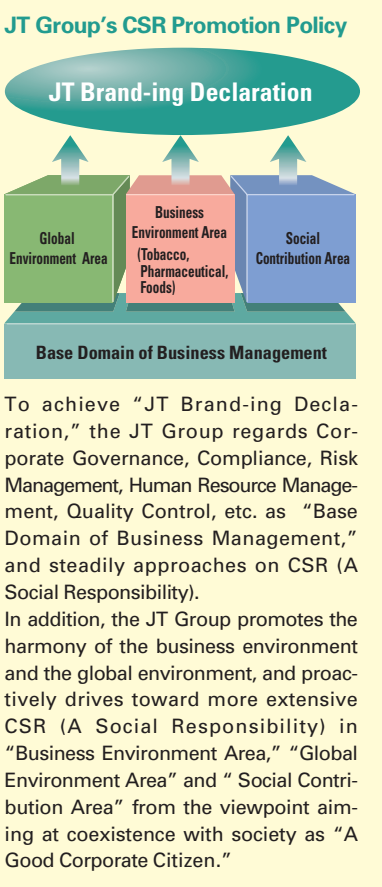 JT Group's CSR Promotion Policy
JT Brand-ing Declaration
Global
Environment Area
Business
Environment Area
(Tobacco,
Pharmaceutical,
Foods)
Social
Contribution Area
Base Domain of Business Management
To achieve “JT Brand-ing Decla-
ration,” the JT Group regards Cor-
porate Governance, Compliance, Risk
Management, Human Resource Manage-
ment, Quality Control, etc. as “Base
Domain of Business Management,”
and steadily approaches on CSR (A
Social Responsibility).
In addition, the JT Group promotes the
harmony of the business environment
and the global environment, and proac-
tively drives toward more extensive
CSR (A Social Responsibility) in
“Business Environment Area,” “Global
Environment Area” and “ Social Contri-
bution Area” from the viewpoint aim-
ing at coexistence with society as “A
Good Corporate Citizen.”